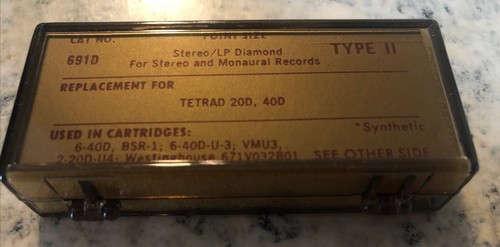 CAT NO. POINT SIZE
691D Stereo/LP Diamond TYPE II
For Stereo and Monaural Records
REPLACEMENT FOR
TETRAD 20D, 40D
USED IN CARTRIDGES: *Synthetic
6-40D, BSR-1; 6-40D-U-3; VMU3,
2-20D-U4; Westinghouse 671V032B01 SEE OTHER SIDE